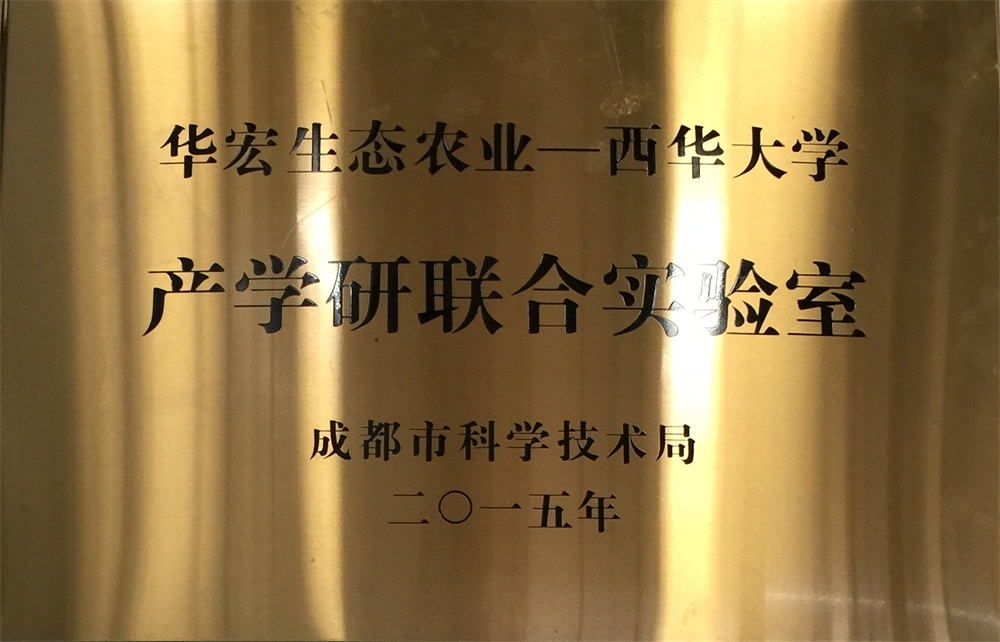 华宏生态农业—西华大学
产学研联合实验室
成都市科学技术局
二〇一五年